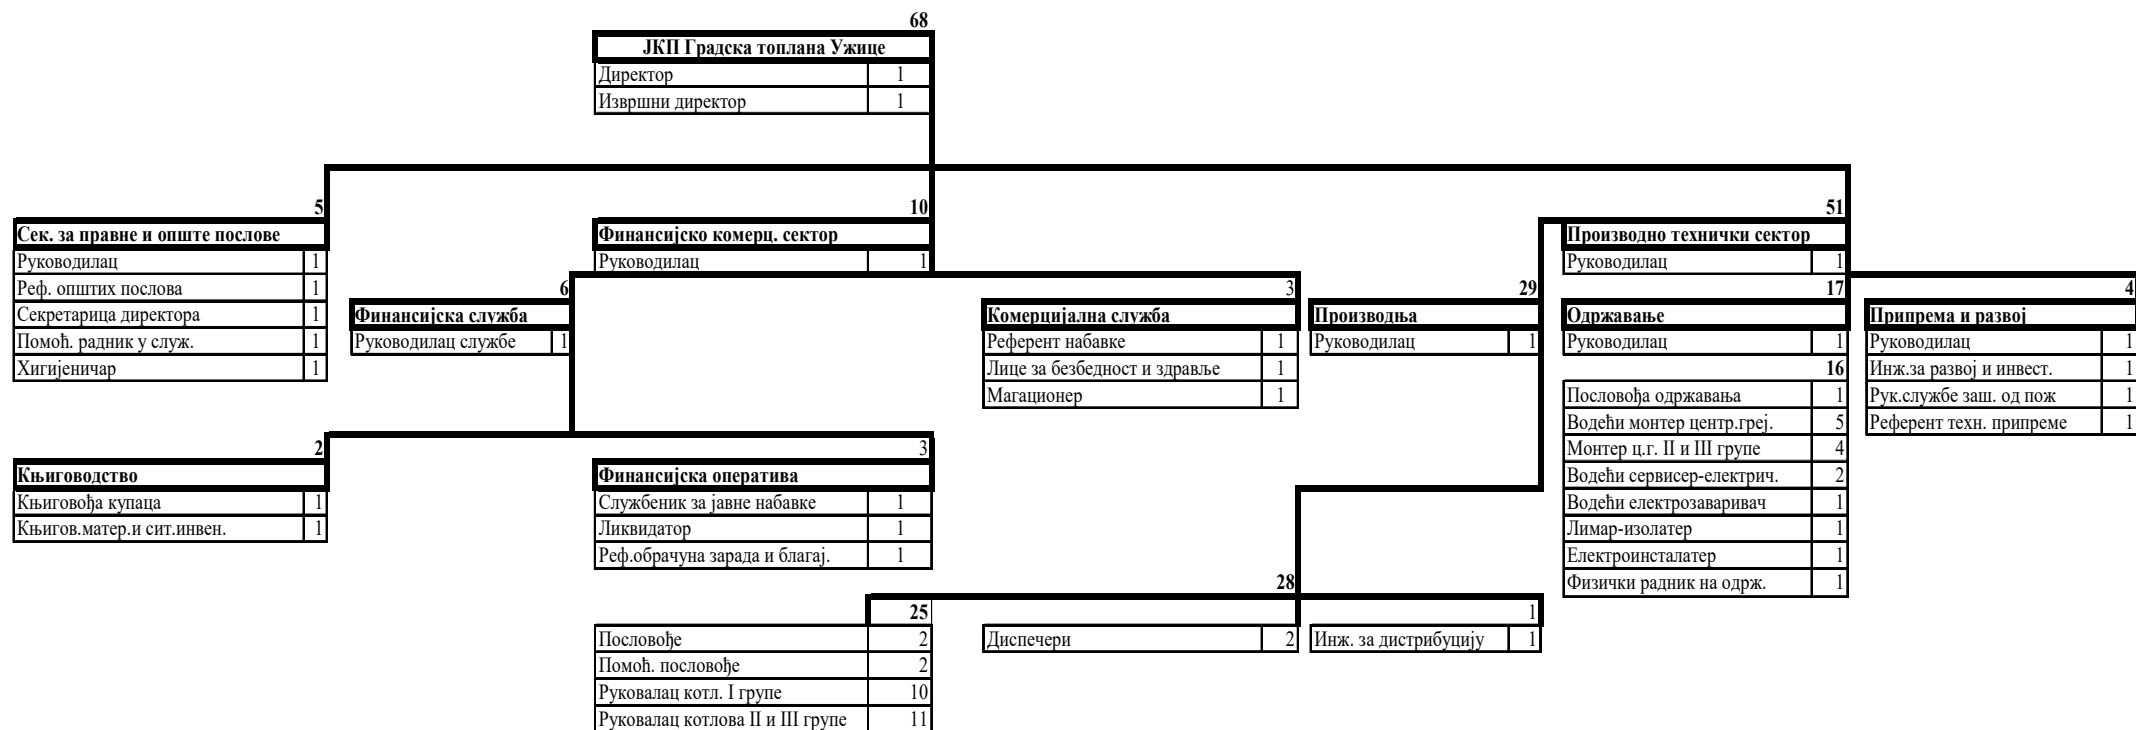 68
ЈКП Градска топлана Ужице
Директор 1
Извршни директор 1
5
Сек. за правне и опште послове
Руководилац 1
Реф. општих послова 1
Секретарица директора 1
Помоћ. радник у служ. 1
Хигијеничар 1
10
Финансијско комерц. сектор
Руководилац 1
6
Финансијска служба
Руководилац службе 1
3
Комерцијална служба
Референт набавке 1
Лице за безбедност и здравље 1
Магационер 1
2
Књиговодство
Књиговођа купаца 1
Књигов.матер.и сит.инвен. 1
3
Финансијска оператива
Службеник за јавне набавке 1
Ликвидатор 1
Реф.обрачуна зарада и благај. 1
51
Производно технички сектор
Руководилац 1
29
Производња
Руководилац 1
17
Одржавање
Руководилац 1
16
Пословођа одржавања 1
Водећи монтер центр.греј. 5
Монтер ц.г. II и III групе 4
Водећи сервисер-електрич. 2
Водећи електрозаваривач 1
Лимар-изолатер 1
Електроинсталатер 1
Физички радник на одрж. 1
4
Припрема и развој
Руководилац 1
Инж.за развој и инвест. 1
Рук.службе заш. од пож 1
Референт техн. припреме 1
28
25
Пословође 2
Помоћ. пословође 2
Руковалац котл. I групе 10
Руковалац котлова II и III групе 11
Диспечери 2
1
Инж. за дистрибуцију 1